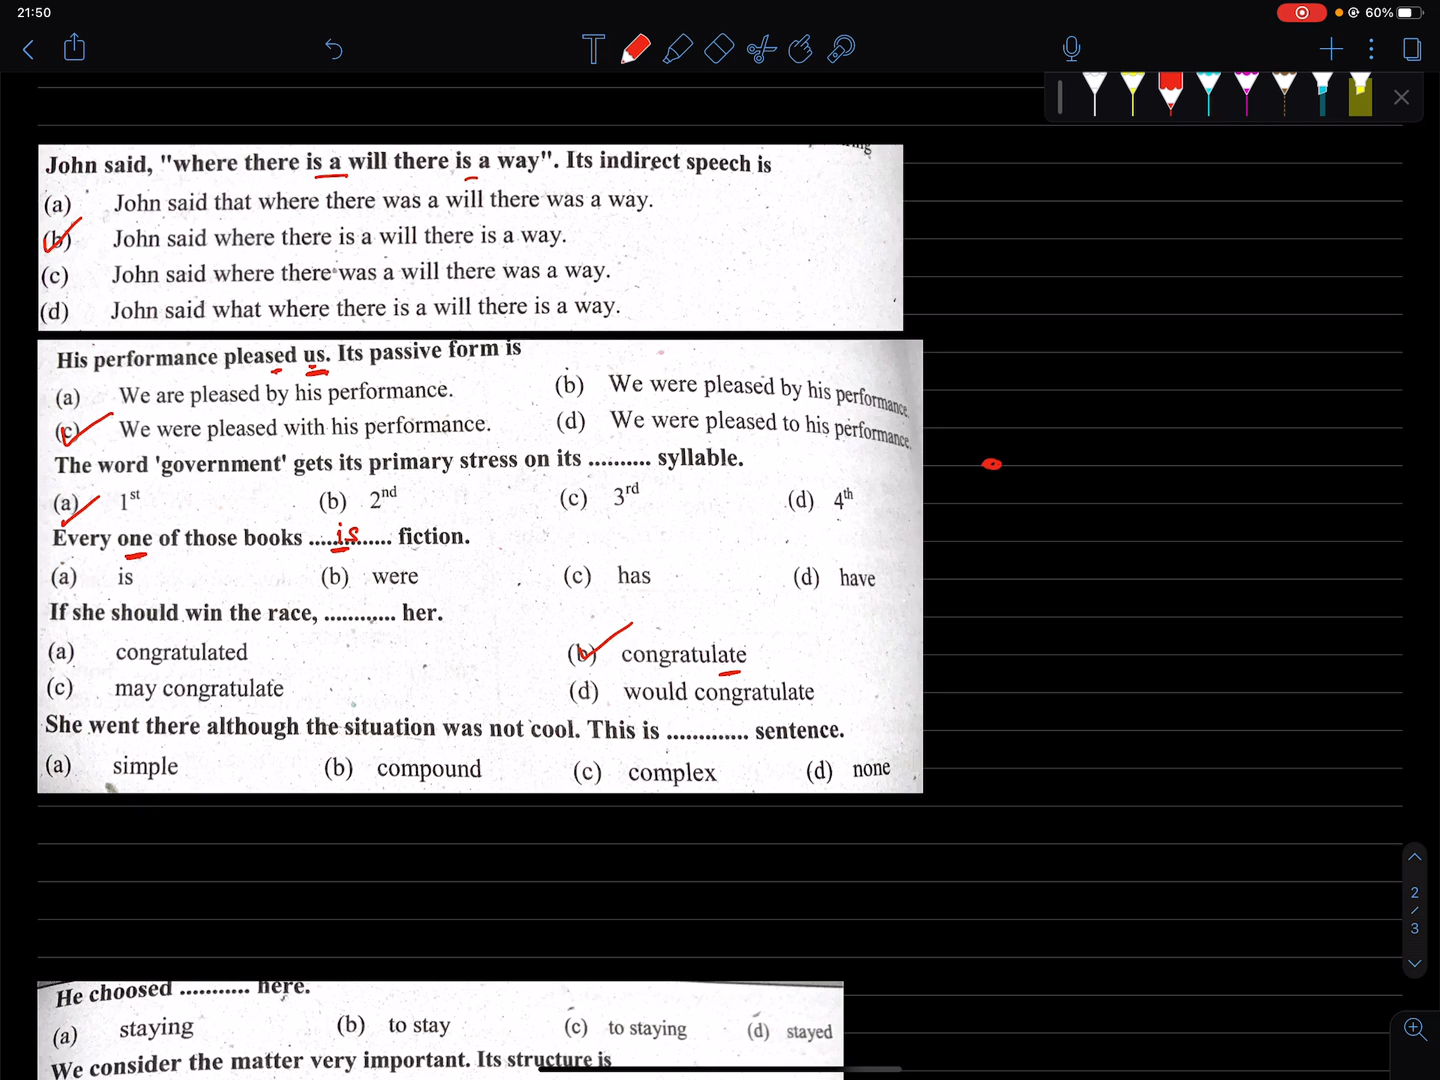 21:50
60%
T
John said, "where there is a will there is a way". Its indirect speech is
(a) John said that where there was a will there was a way.
(b) John said where there is a will there is a way.
(c) John said where there was a will there was a way.
(d) John said what where there is a will there is a way.
His performance pleased us. Its passive form is
(a) We are pleased by his performance. (b) We were pleased by his performance.
(c) We were pleased with his performance. (d) We were pleased to his performance.
The word 'government' gets its primary stress on its .......... syllable.
(a) 1st (b) 2nd (c) 3rd (d) 4th
Every one of those books .....is...... fiction.
(a) is (b) were (c) has (d) have
If she should win the race, ............ her.
(a) congratulated (b) congratulate
(c) may congratulate (d) would congratulate
She went there although the situation was not cool. This is ............. sentence.
(a) simple (b) compound (c) complex (d) none
2
/
3
He choosed ........... here.
(a) staying (b) to stay (c) to staying (d) stayed
We consider the matter very important. Its structure is